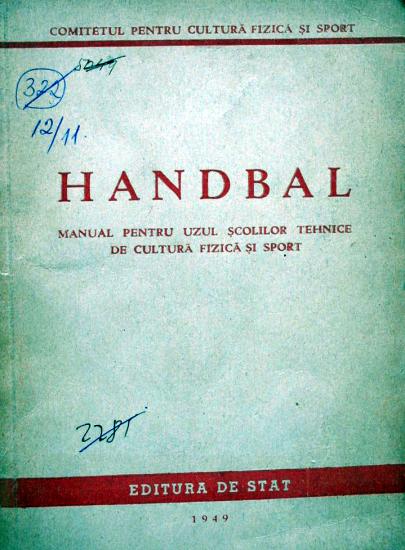 COMITETUL PENTRU CULTURĂ FIZICĂ ȘI SPORT
322
12/11.
HANDBAL
MANUAL PENTRU UZUL ȘCOLILOR TEHNICE
DE CULTURĂ FIZICĂ ȘI SPORT
EDITURA DE STAT
1949